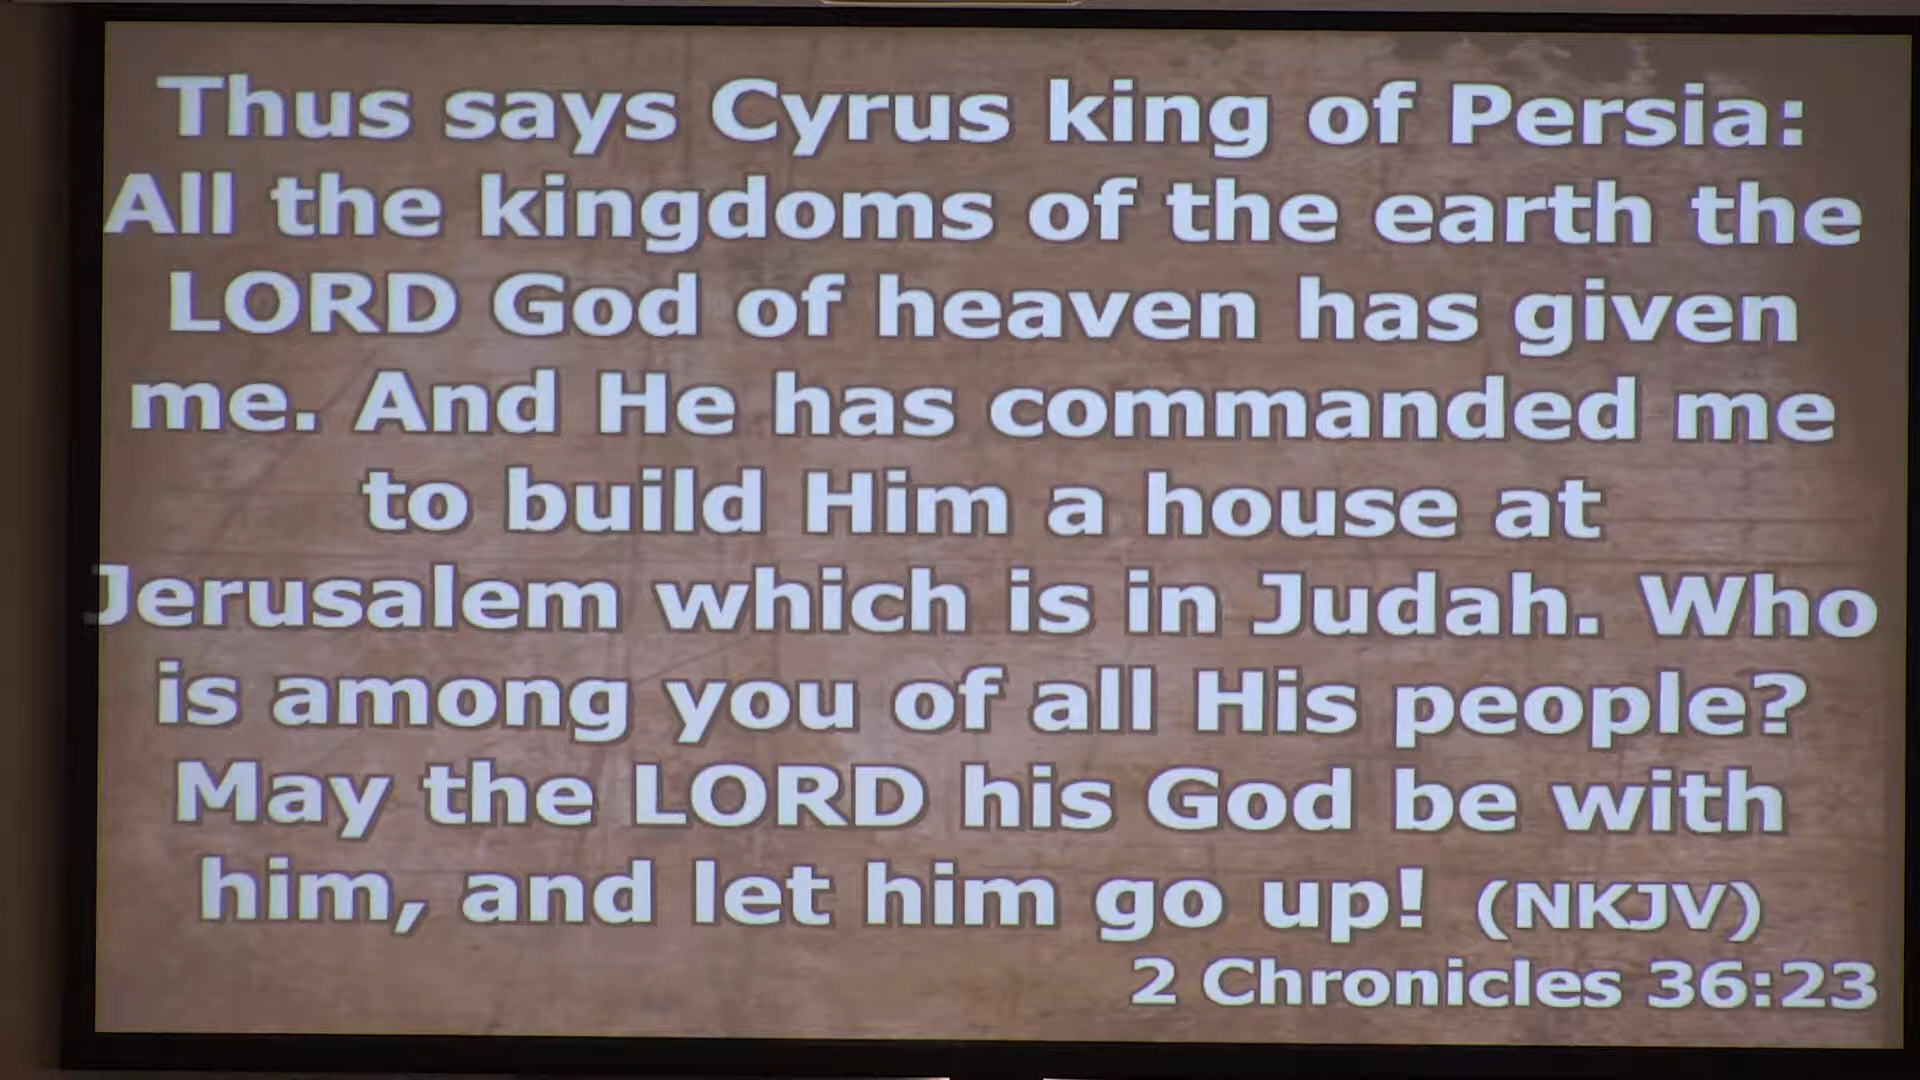 Thus says Cyrus king of Persia:
All the kingdoms of the earth the
LORD God of heaven has given
me. And He has commanded me
to build Him a house at
Jerusalem which is in Judah. Who
is among you of all His people?
May the LORD his God be with
him, and let him go up! (NKJV)
2 Chronicles 36:23